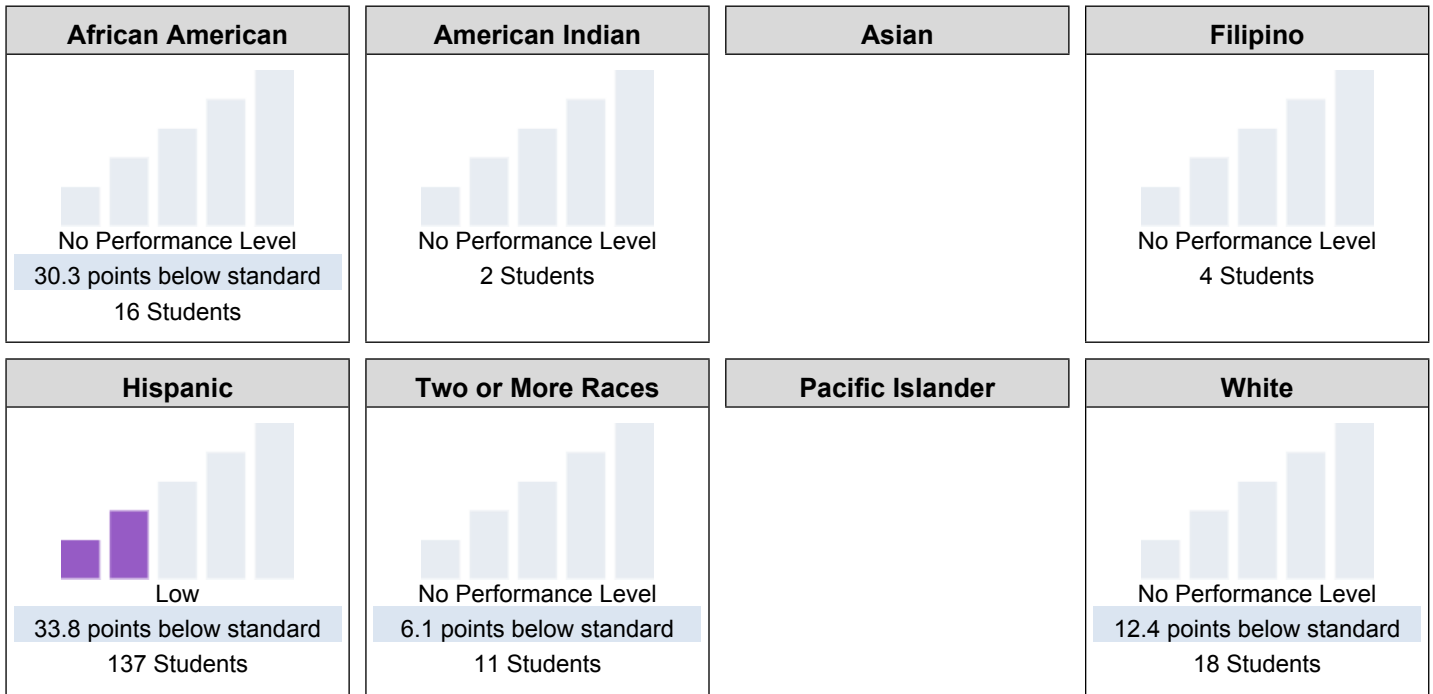 African American
No Performance Level
30.3 points below standard
16 Students
American Indian
No Performance Level
2 Students
Asian
Filipino
No Performance Level
4 Students
Hispanic
Low
33.8 points below standard
137 Students
Two or More Races
No Performance Level
6.1 points below standard
11 Students
Pacific Islander
White
No Performance Level
12.4 points below standard
18 Students